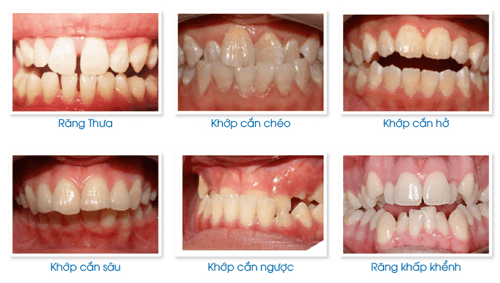 Răng Thưa
Khớp cắn chéo
Khớp cắn hở
Khớp cắn sâu
Khớp cắn ngược
Răng khấp khểnh